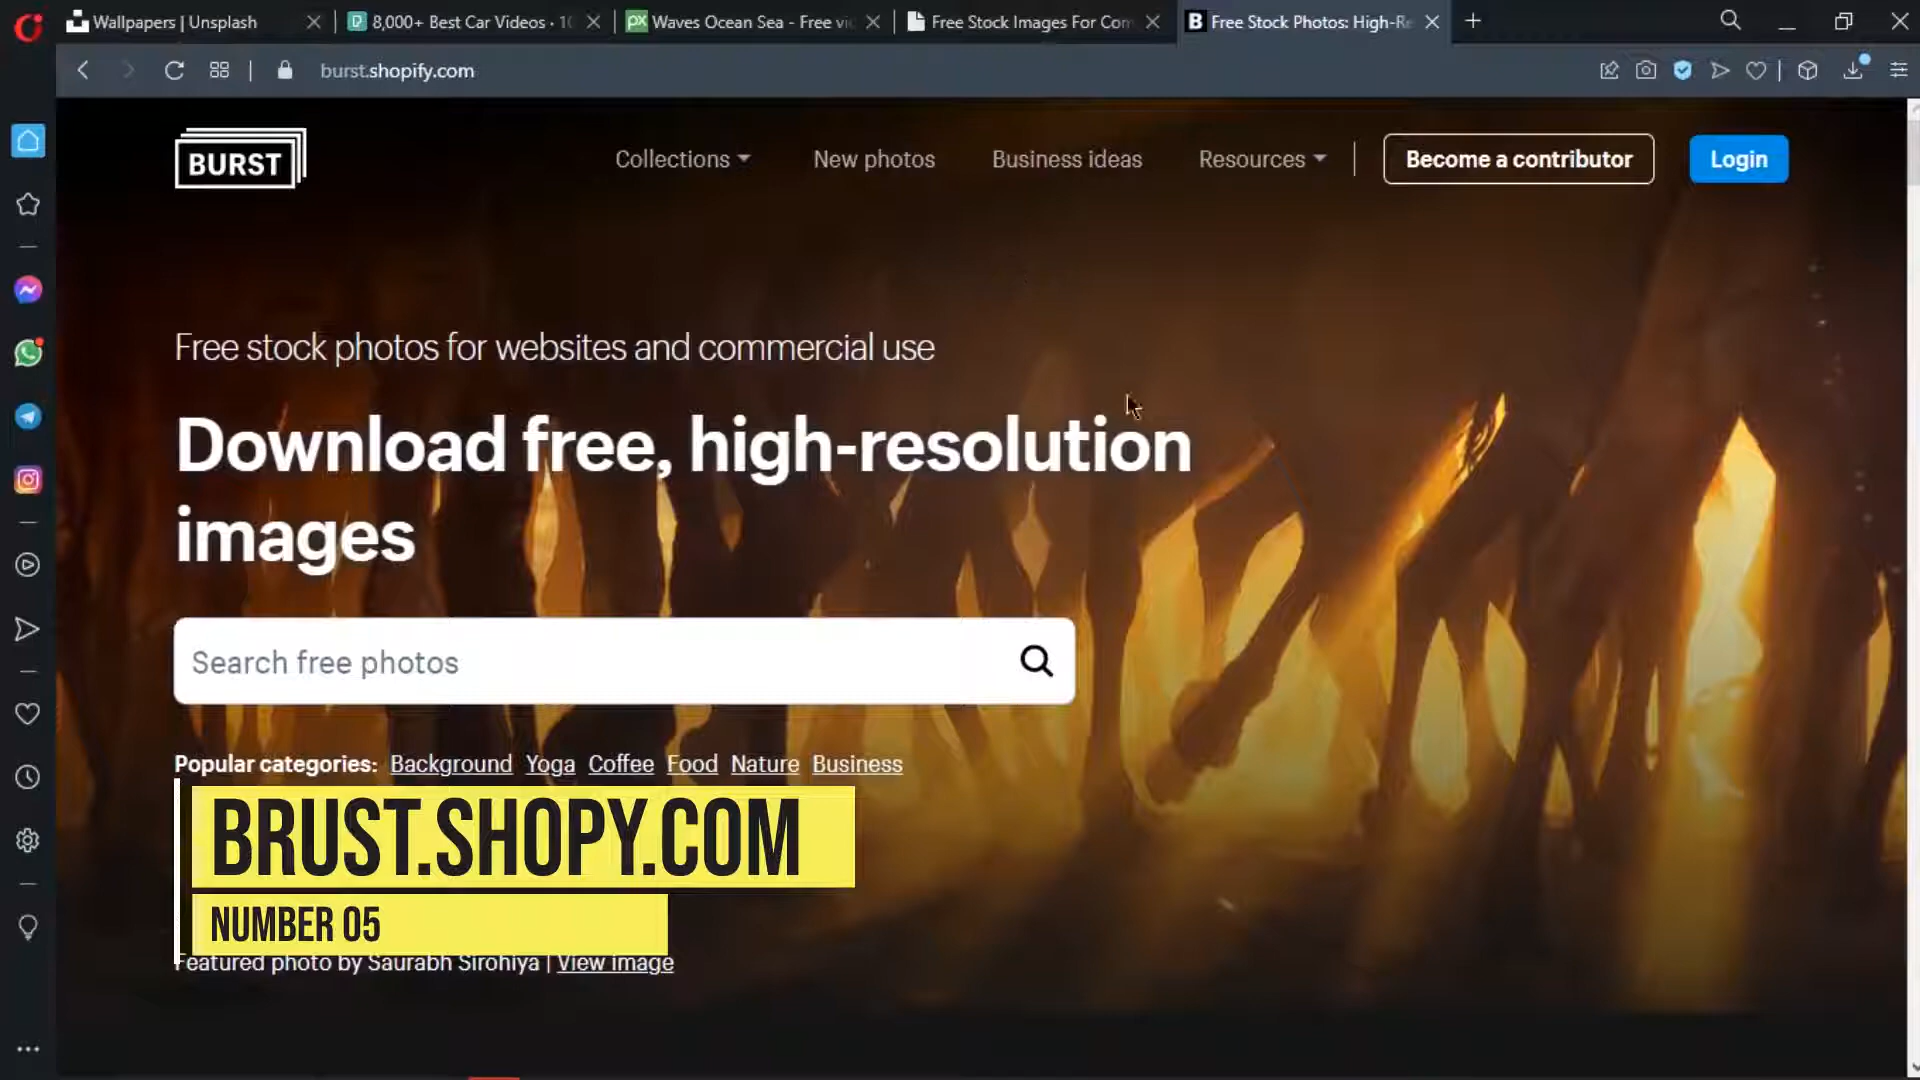 Wallpapers | Unsplash
8,000+ Best Car Videos · 10
Waves Ocean Sea - Free vi
Free Stock Images For Com
B Free Stock Photos: High-Re
burst.shopify.com
BURST
Collections
New photos
Business ideas
Resources
Become a contributor
Login
Free stock photos for websites and commercial use
Download free, high-resolution
images
Search free photos
Popular categories: Background Yoga Coffee Food Nature Business
BRUST.SHOPY.COM
NUMBER 05
Featured photo by Saurabh Sirohiya | View image